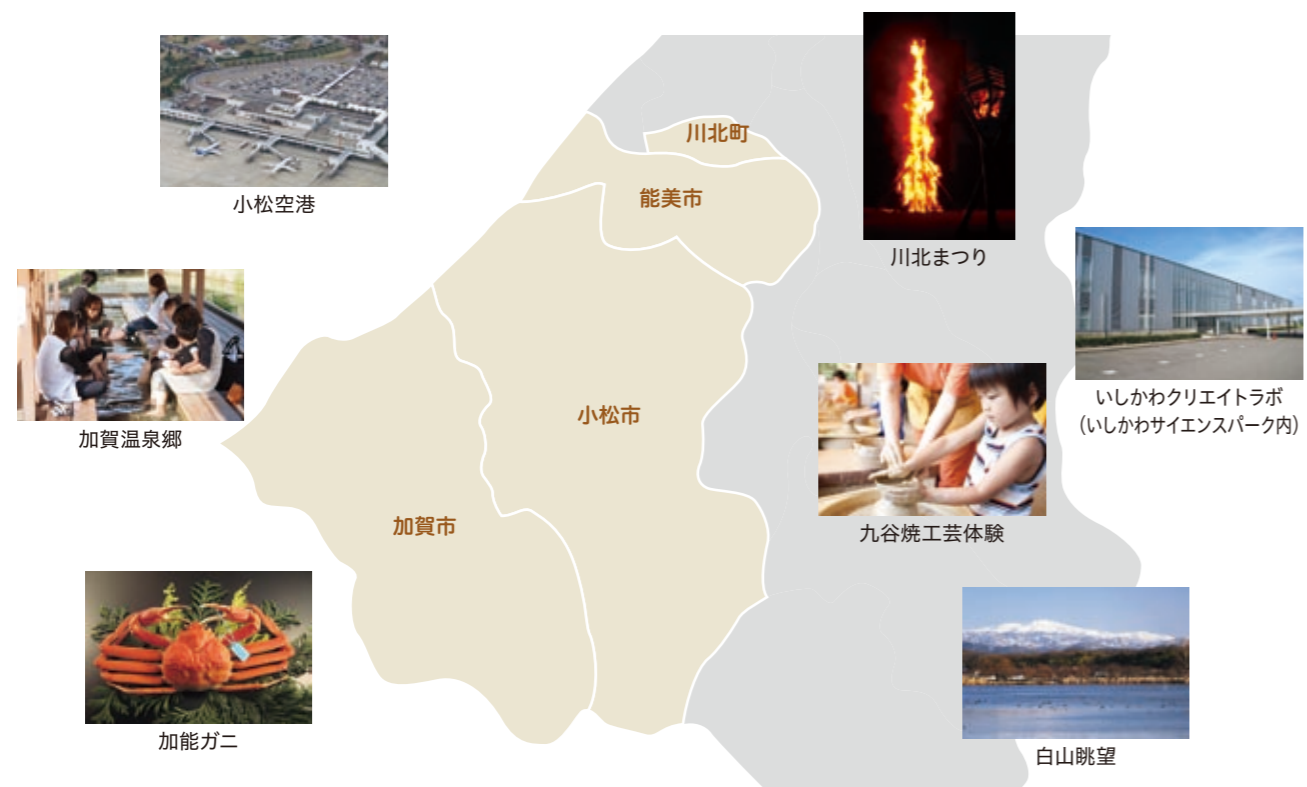 小松空港
川北町
能美市
川北まつり
いしかわクリエイトラボ
(いしかわサイエンスパーク内)
加賀温泉郷
小松市
加賀市
九谷焼工芸体験
加能ガニ
白山眺望